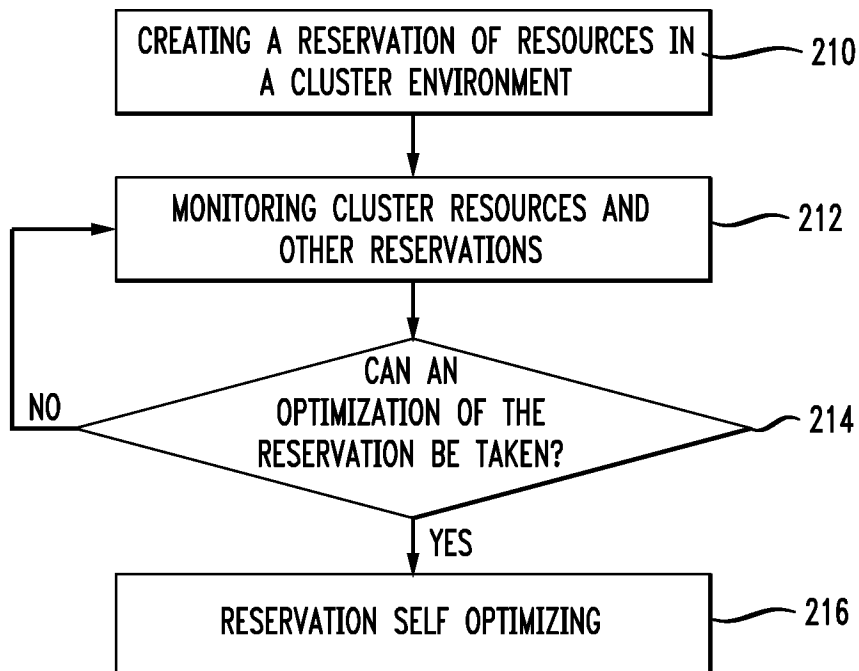 CREATING A RESERVATION OF RESOURCES IN
A CLUSTER ENVIRONMENT
210
MONITORING CLUSTER RESOURCES AND
OTHER RESERVATIONS
212
CAN AN
OPTIMIZATION OF THE
RESERVATION BE TAKEN?
214
NO
YES
RESERVATION SELF OPTIMIZING
216